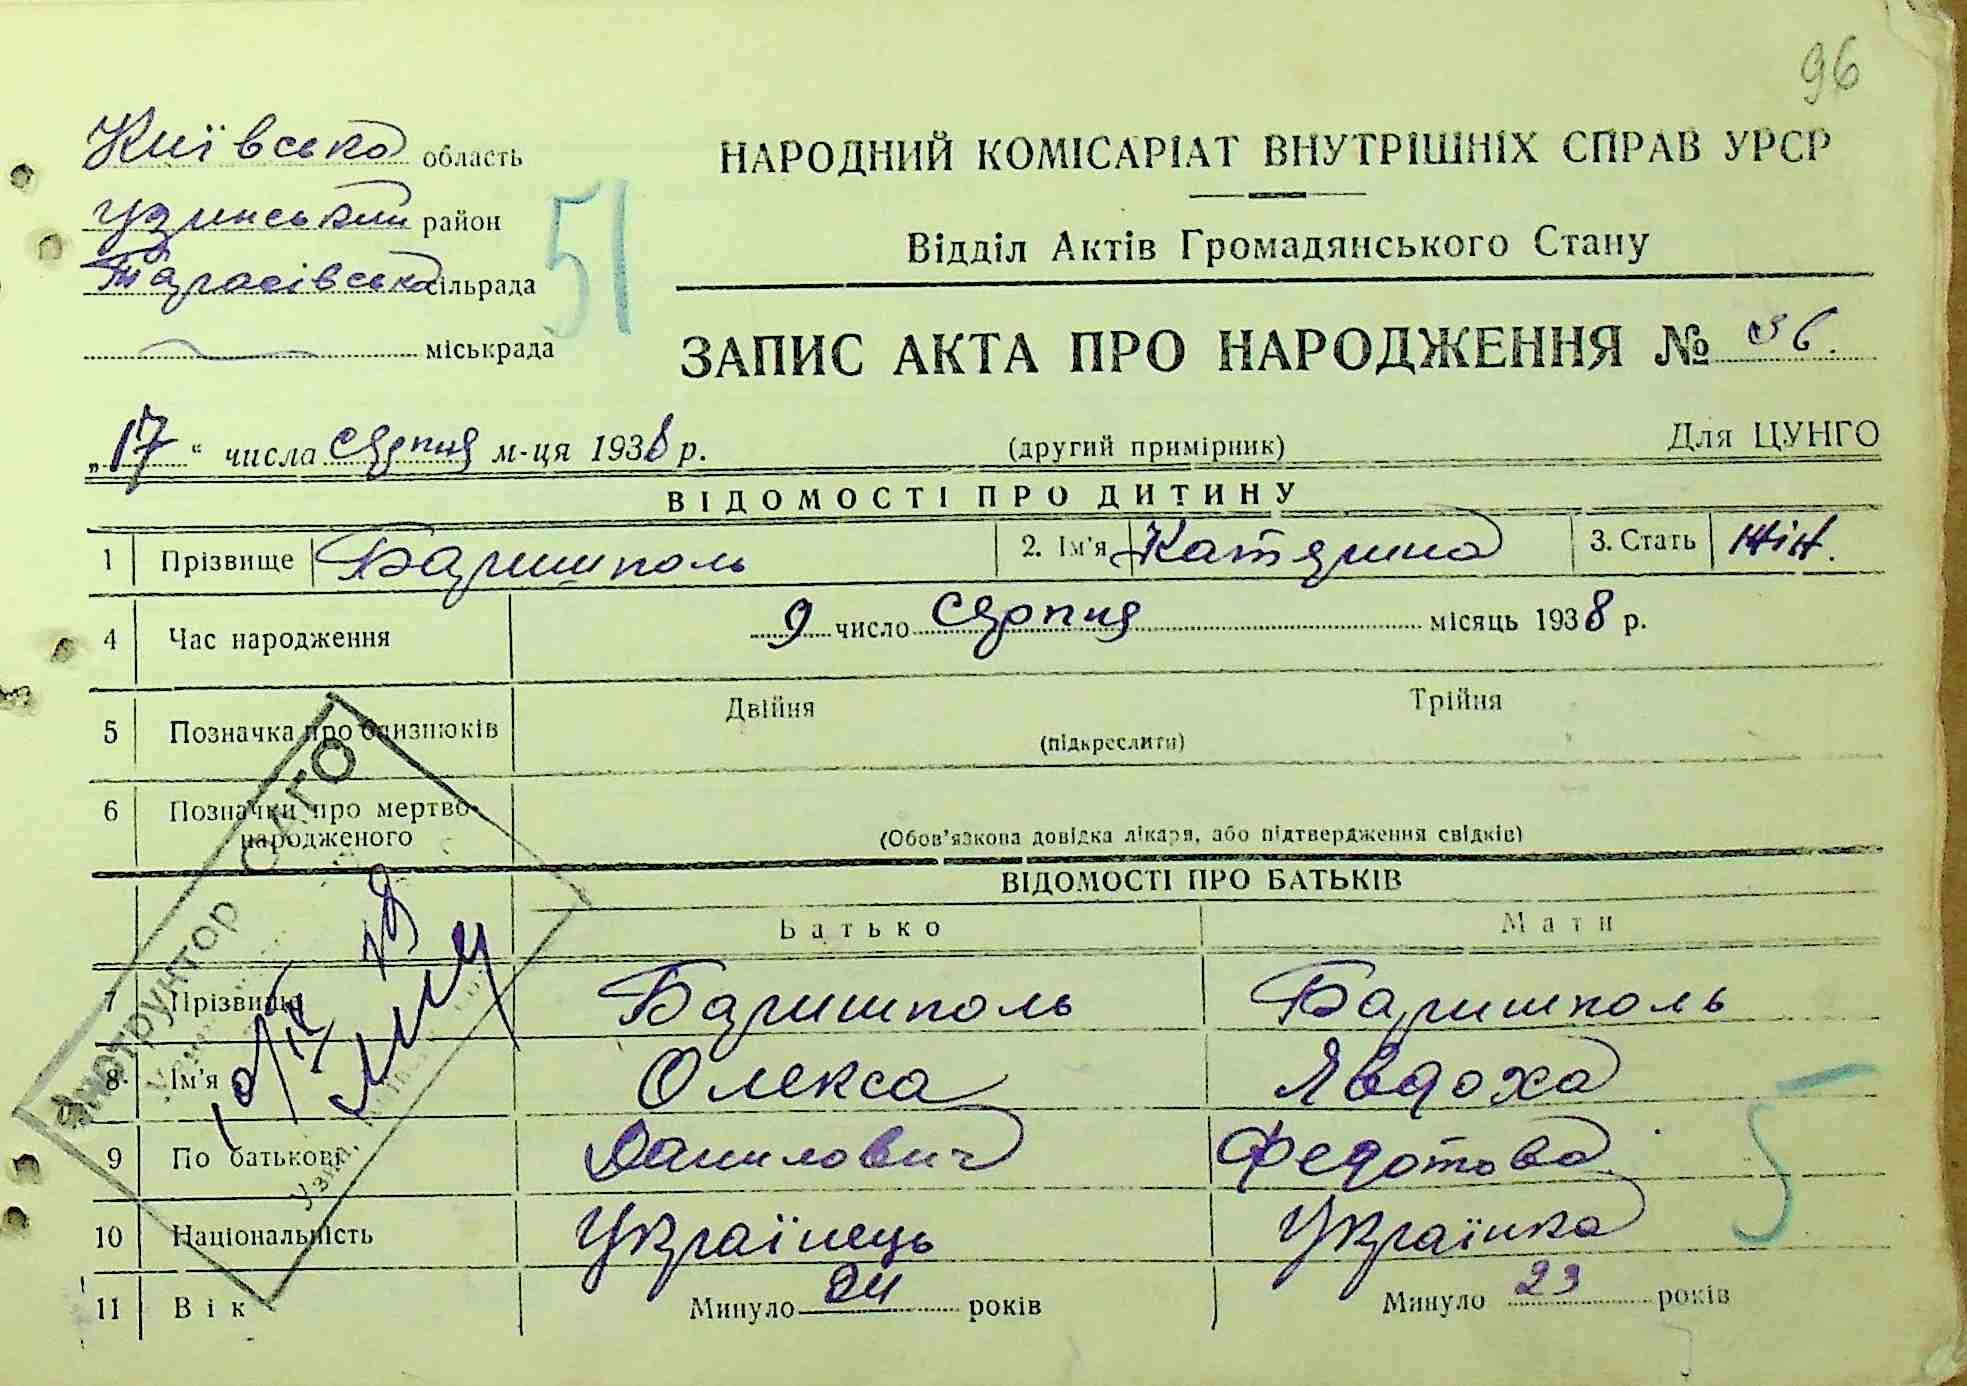 96
Київська область
Узинський район
Тарасівська сільрада
міськрада
51
НАРОДНИЙ КОМІСАРІАТ ВНУТРІШНІХ СПРАВ УРСР
Відділ Актів Громадянського Стану
ЗАПИС АКТА ПРО НАРОДЖЕННЯ № 36.
„17" числа серпня м-ця 1938 р. (другий примірник) Для ЦУНГО
ВІДОМОСТІ ПРО ДИТИНУ
1 Прізвище Баришполь 2. Ім'я Катерина 3. Стать жін.
4 Час народження 9 число Серпня місяць 1938 р.
5 Позначка про близнюків Двійня Трійня
(підкреслити)
6 Позначки про мертво-
народженого (Обов'язкова довідка лікаря, або підтвердження свідків)
ВІДОМОСТІ ПРО БАТЬКІВ
Батько Мати
7 Прізвище Баришполь Баришполь
8 Ім'я Олекса Явдоха
9 По батькові Данилович Федотова
10 Національність Українець Українка
11 Вік Минуло 24 років Минуло 23 років
5